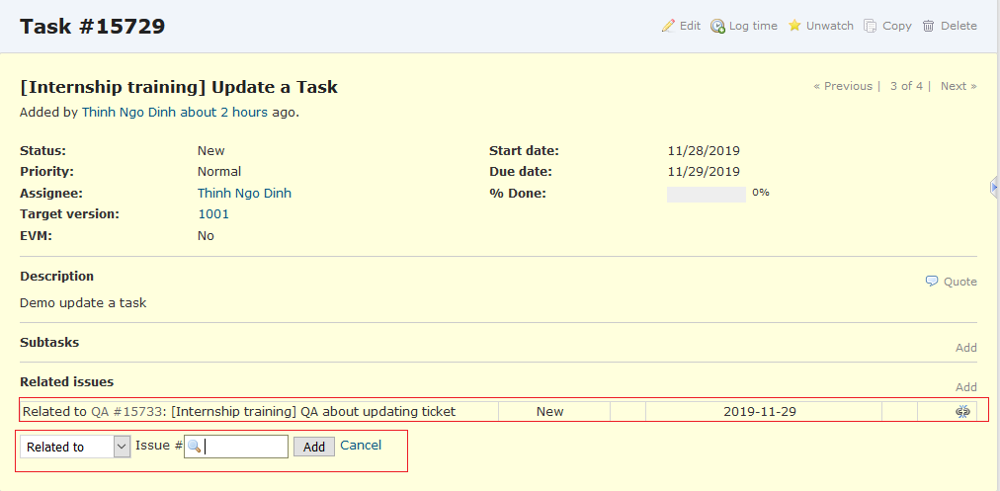 Task #15729
Edit Log time Unwatch Copy Delete
[Internship training] Update a Task
« Previous | 3 of 4 | Next »
Added by Thinh Ngo Dinh about 2 hours ago.
Status: New Start date: 11/28/2019
Priority: Normal Due date: 11/29/2019
Assignee: Thinh Ngo Dinh % Done: 0%
Target version: 1001
EVM: No
Description
Quote
Demo update a task
Subtasks
Add
Related issues
Add
Related to QA #15733: [Internship training] QA about updating ticket New 2019-11-29
Related to Issue # Add Cancel